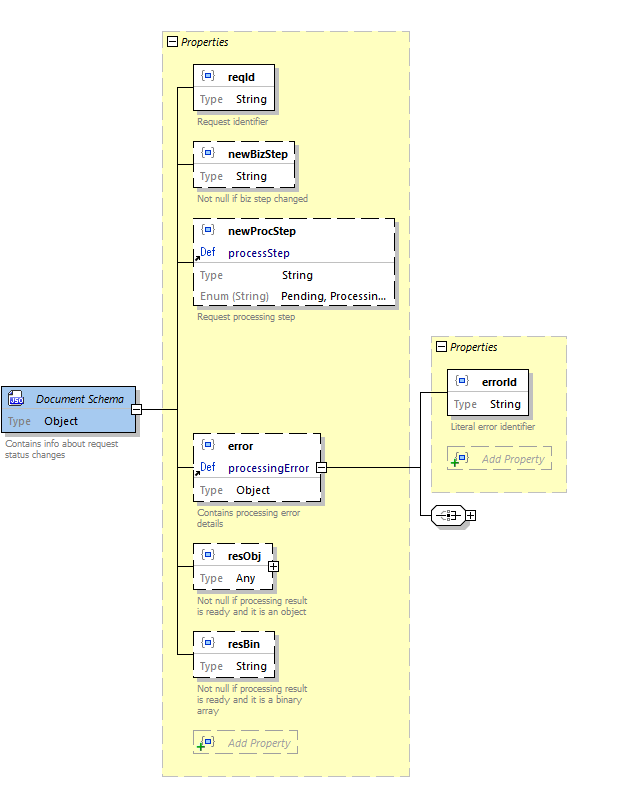 Properties
reqId
Type String
Request identifier
newBizStep
Type String
Not null if biz step changed
newProcStep
Def processStep
Type String
Enum (String) Pending, Processin...
Request processing step
JSO Document Schema
Type Object
Contains info about request
status changes
error
Def processingError
Type Object
Contains processing error
details
Properties
errorId
Type String
Literal error identifier
Add Property
resObj
Type Any
Not null if processing result
is ready and it is an object
resBin
Type String
Not null if processing result
is ready and it is a binary
array
Add Property